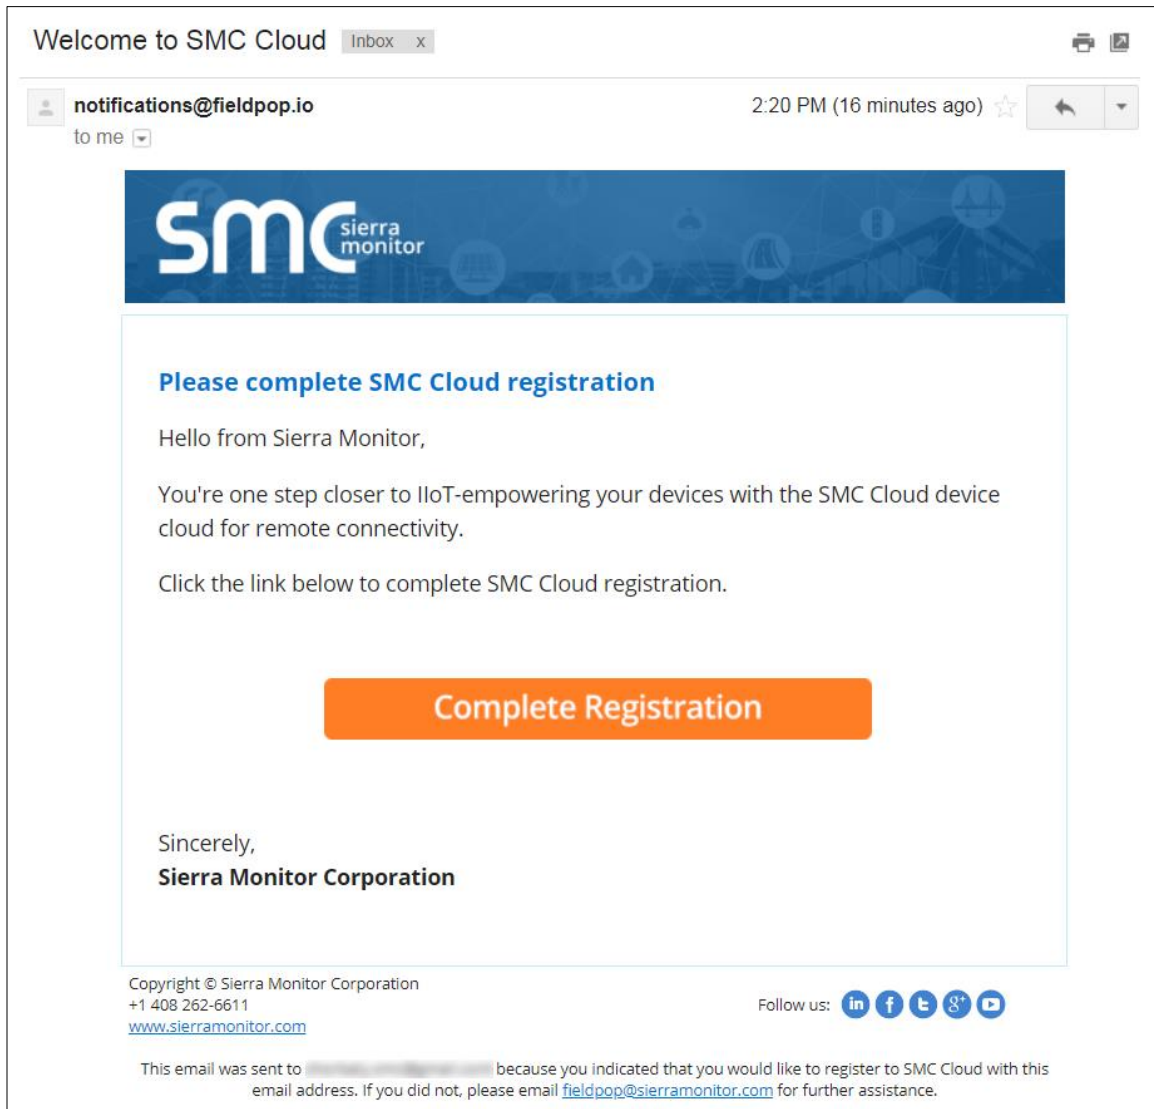 Welcome to SMC Cloud Inbox x
notifications@fieldpop.io 2:20 PM (16 minutes ago)
to me
smc sierra
monitor
Please complete SMC Cloud registration
Hello from Sierra Monitor,
You're one step closer to IIoT-empowering your devices with the SMC Cloud device
cloud for remote connectivity.
Click the link below to complete SMC Cloud registration.
Complete Registration
Sincerely,
Sierra Monitor Corporation
Copyright © Sierra Monitor Corporation
+1 408 262-6611
Follow us: in f t g+
www.sierramonitor.com
This email was sent to because you indicated that you would like to register to SMC Cloud with this
email address. If you did not, please email fieldpop@sierramonitor.com for further assistance.